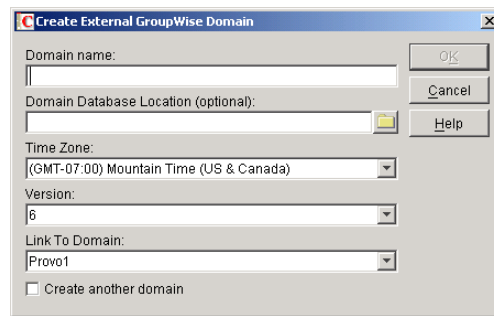 Create External GroupWise Domain
Domain name:
OK
Cancel
Domain Database Location (optional):
Help
Time Zone:
(GMT-07:00) Mountain Time (US & Canada)
Version:
6
Link To Domain:
Provo1
Create another domain